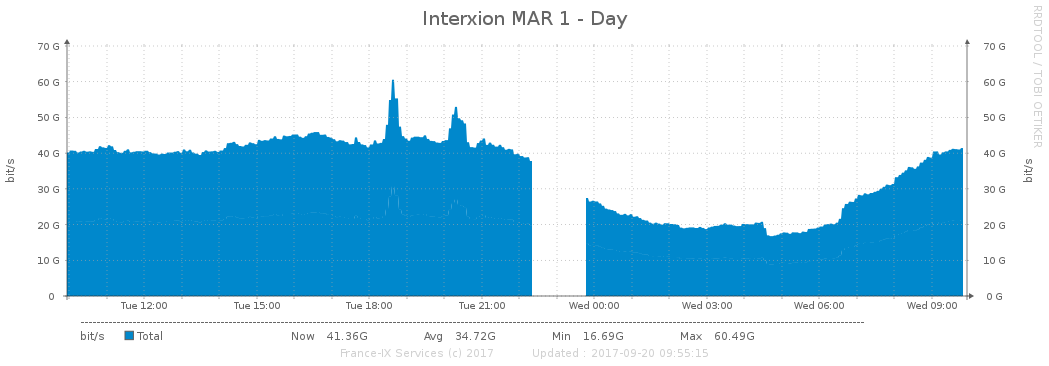 Interxion MAR 1 - Day
RRDTOOL / TOBI OETIKER
70 G 70 G
60 G 60 G
50 G 50 G
40 G 40 G
30 G 30 G
20 G 20 G
10 G 10 G
0 0 G
bit/s bit/s
Tue 12:00 Tue 15:00 Tue 18:00 Tue 21:00 Wed 00:00 Wed 03:00 Wed 06:00 Wed 09:00
bit/s Total Now 41.36G Avg 34.72G Min 16.69G Max 60.49G
France-IX Services (c) 2017 Updated : 2017-09-20 09:55:15